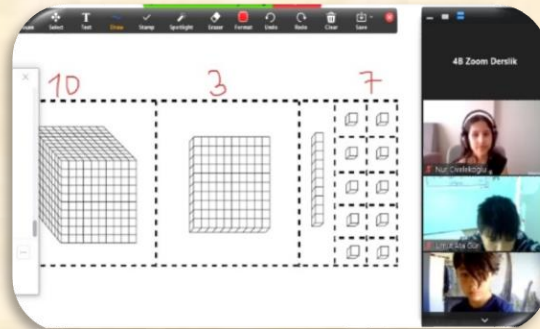 Select Text Draw Stamp Spotlight Eraser Format Undo Redo Clear Save
4B Zoom Derslik
10 3 7